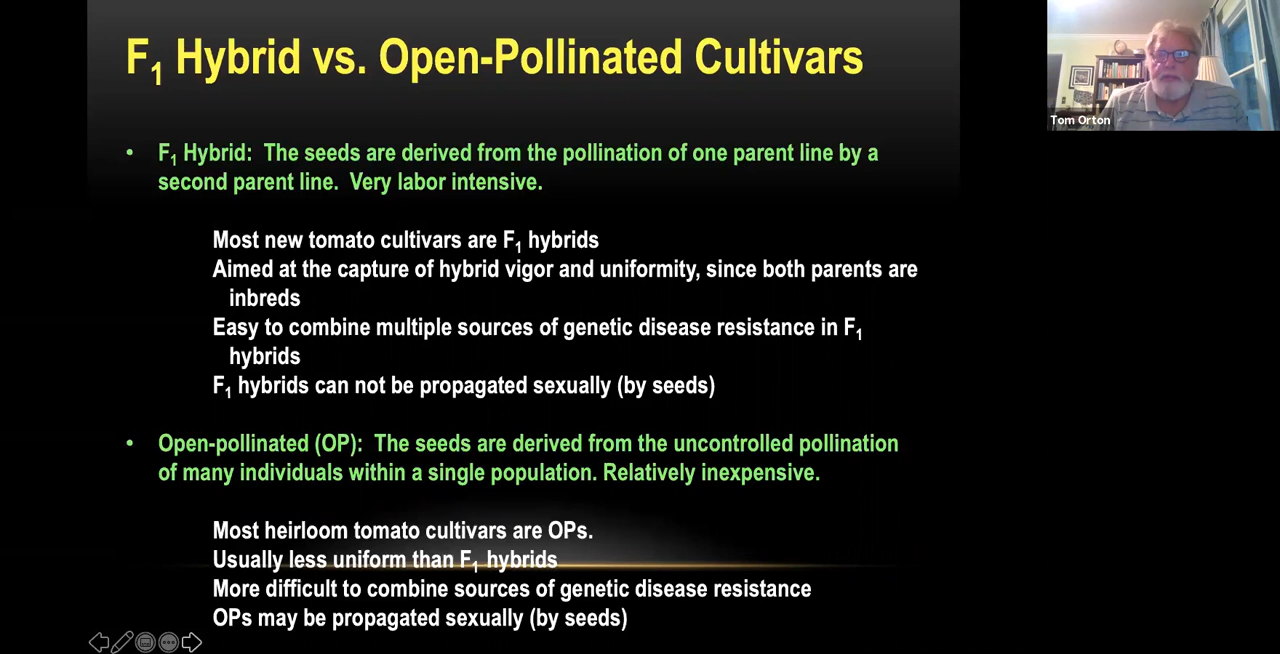 F₁ Hybrid vs. Open-Pollinated Cultivars
Tom Orton
• F₁ Hybrid:  The seeds are derived from the pollination of one parent line by a
second parent line.  Very labor intensive.
Most new tomato cultivars are F₁ hybrids
Aimed at the capture of hybrid vigor and uniformity, since both parents are
inbreds
Easy to combine multiple sources of genetic disease resistance in F₁
hybrids
F₁ hybrids can not be propagated sexually (by seeds)
• Open-pollinated (OP):  The seeds are derived from the uncontrolled pollination
of many individuals within a single population. Relatively inexpensive.
Most heirloom tomato cultivars are OPs.
Usually less uniform than F₁ hybrids
More difficult to combine sources of genetic disease resistance
OPs may be propagated sexually (by seeds)